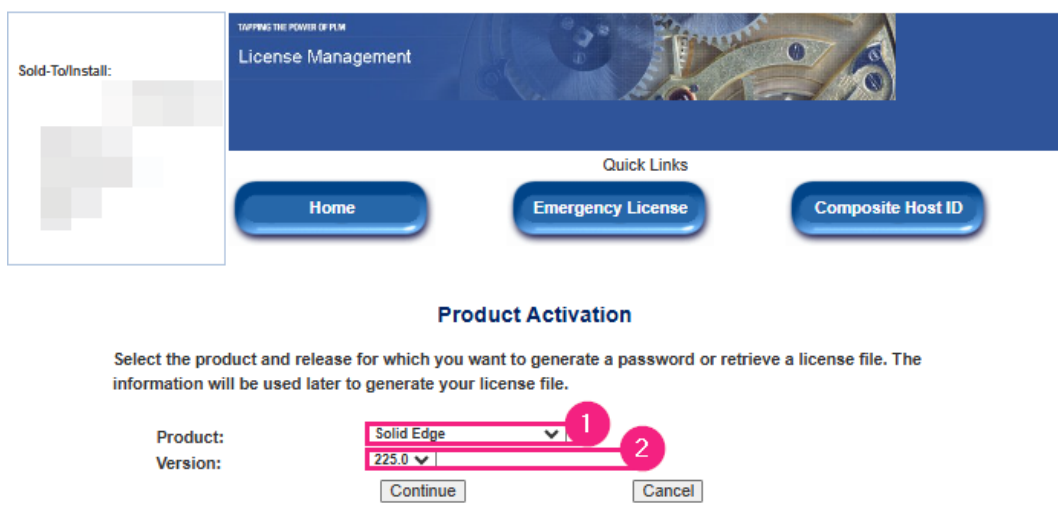 Sold-To/Install:
TAPPING THE POWER OF PLM
License Management
Quick Links
Home
Emergency License
Composite Host ID
Product Activation
Select the product and release for which you want to generate a password or retrieve a license file. The
information will be used later to generate your license file.
Product: Solid Edge 1
Version: 225.0 2
Continue Cancel